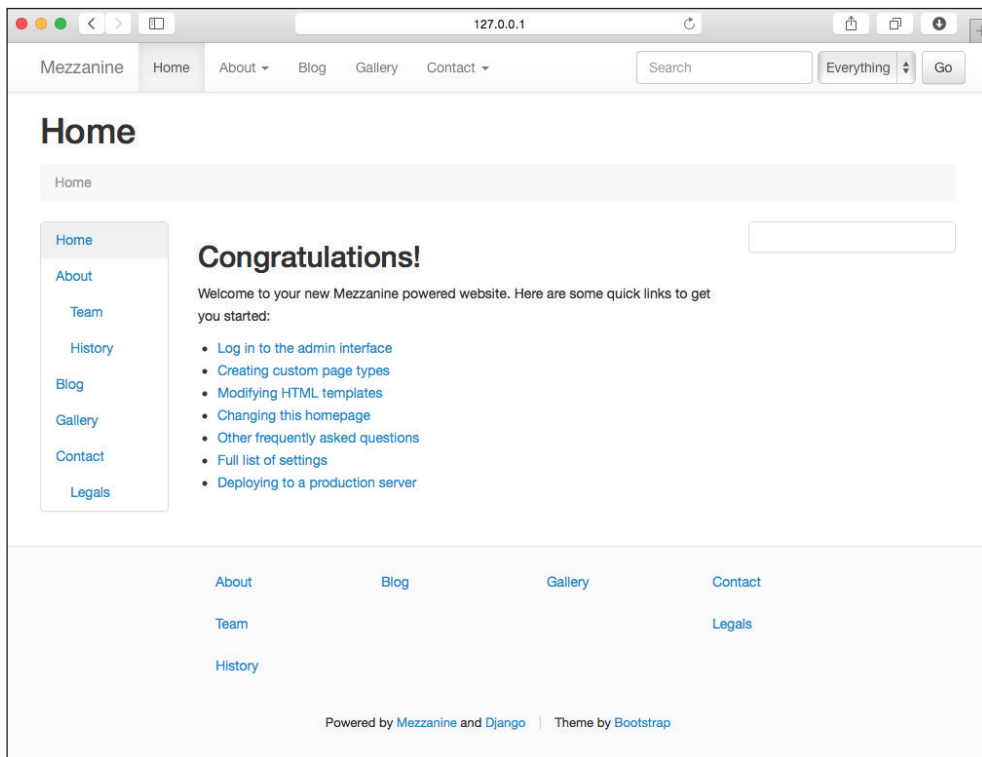 127.0.0.1
Mezzanine Home About Blog Gallery Contact Search Everything Go
Home
Home
Home
About
Team
History
Blog
Gallery
Contact
Legals
Congratulations!
Welcome to your new Mezzanine powered website. Here are some quick links to get
you started:
• Log in to the admin interface
• Creating custom page types
• Modifying HTML templates
• Changing this homepage
• Other frequently asked questions
• Full list of settings
• Deploying to a production server
About Blog Gallery Contact
Team Legals
History
Powered by Mezzanine and Django | Theme by Bootstrap